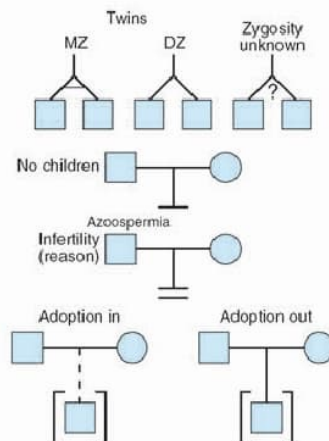 Twins
MZ
DZ
Zygosity
unknown
?
No children
Azoospermia
Infertility
(reason)
Adoption in
Adoption out